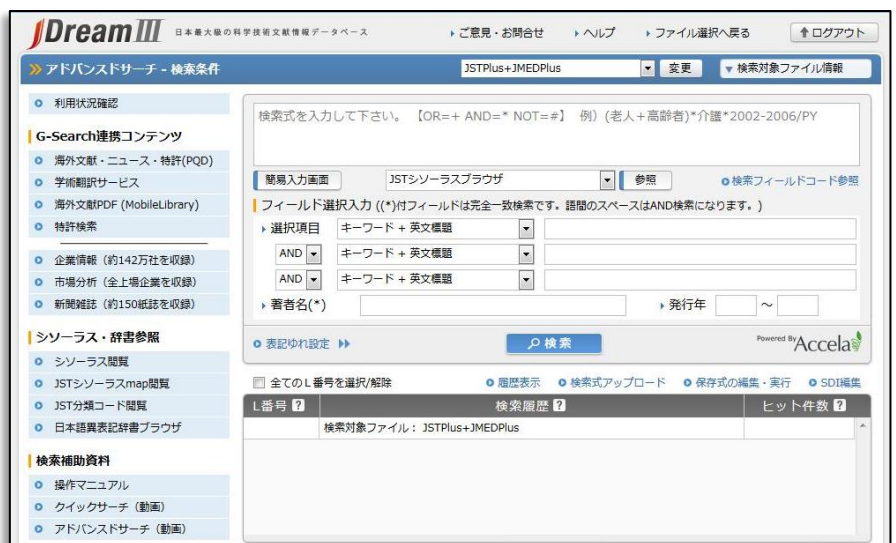 JDream III 日本最大級の科学技術文献情報データベース
ご意見・お問合せ ヘルプ ファイル選択へ戻る ログアウト
アドバンスドサーチ - 検索条件 JSTPlus+JMEDPlus 変更 検索対象ファイル情報
利用状況確認
G-Search連携コンテンツ
海外文献・ニュース・特許(PQD)
学術翻訳サービス
海外文献PDF (MobileLibrary)
特許検索
企業情報（約142万社を収録）
市場分析（全上場企業を収録）
新聞雑誌（約150紙誌を収録）
シソーラス・辞書参照
シソーラス閲覧
JSTシソーラスmap閲覧
JST分類コード閲覧
日本語異表記辞書ブラウザ
検索補助資料
操作マニュアル
クイックサーチ（動画）
アドバンスドサーチ（動画）
検索式を入力して下さい。 【OR=+ AND=* NOT=#】 例）(老人+高齢者)*介護*2002-2006/PY
簡易入力画面 JSTシソーラスブラウザ 参照 検索フィールドコード参照
フィールド選択入力 ((*)付フィールドは完全一致検索です。語間のスペースはAND検索になります。)
選択項目 キーワード + 英文標題
AND キーワード + 英文標題
AND キーワード + 英文標題
著者名(*) 発行年 ～
表記ゆれ設定 検索 Powered By Accela
全てのＬ番号を選択/解除 履歴表示 検索式アップロード 保存式の編集・実行 SDI編集
L番号 ? 検索履歴 ? ヒット件数 ?
検索対象ファイル： JSTPlus+JMEDPlus